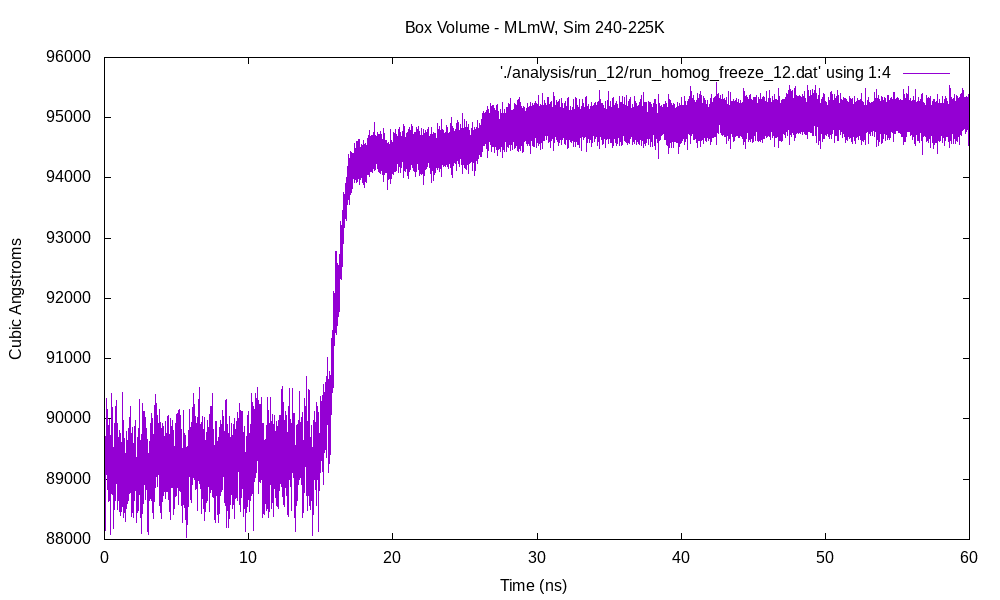 Box Volume - MLmW, Sim 240-225K
'./analysis/run_12/run_homog_freeze_12.dat' using 1:4
96000
95000
94000
93000
92000
91000
90000
89000
88000
Cubic Angstroms
0 10 20 30 40 50 60
Time (ns)